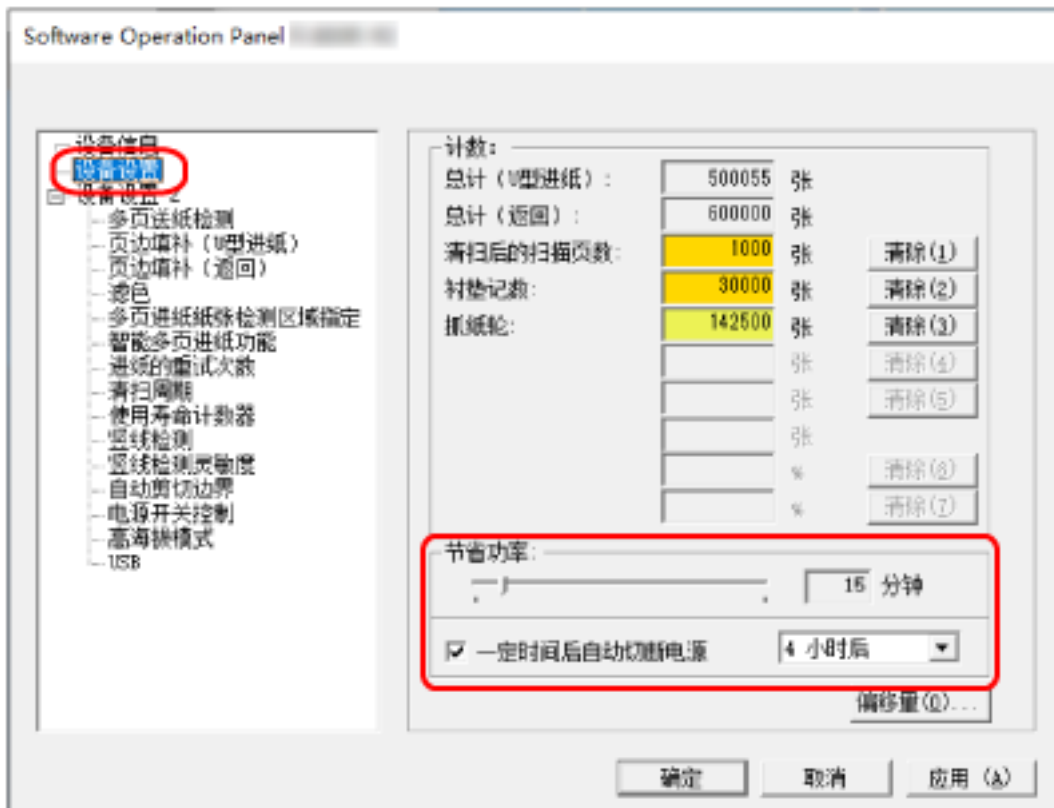 Software Operation Panel
设备信息
设备设置
设备设置 2
多页送纸检测
页边填补(U型进纸)
页边填补(返回)
滤色
多页进纸纸张检测区域指定
智能多页进纸功能
进纸的重试次数
清扫周期
使用寿命计数器
竖线检测
竖线检测灵敏度
自动剪切边界
电源开关控制
高海拔模式
USB
计数:
总计(U型进纸): 500055 张
总计(返回): 600000 张
清扫后的扫描页数: 1000 张 清除(1)
衬垫记数: 30000 张 清除(2)
抓纸轮: 142500 张 清除(3)
张 清除(4)
张 清除(5)
张
% 清除(6)
% 清除(7)
节省功率:
15 分钟
一定时间后自动切断电源 4 小时后
偏移量(O)...
确定 取消 应用 (A)